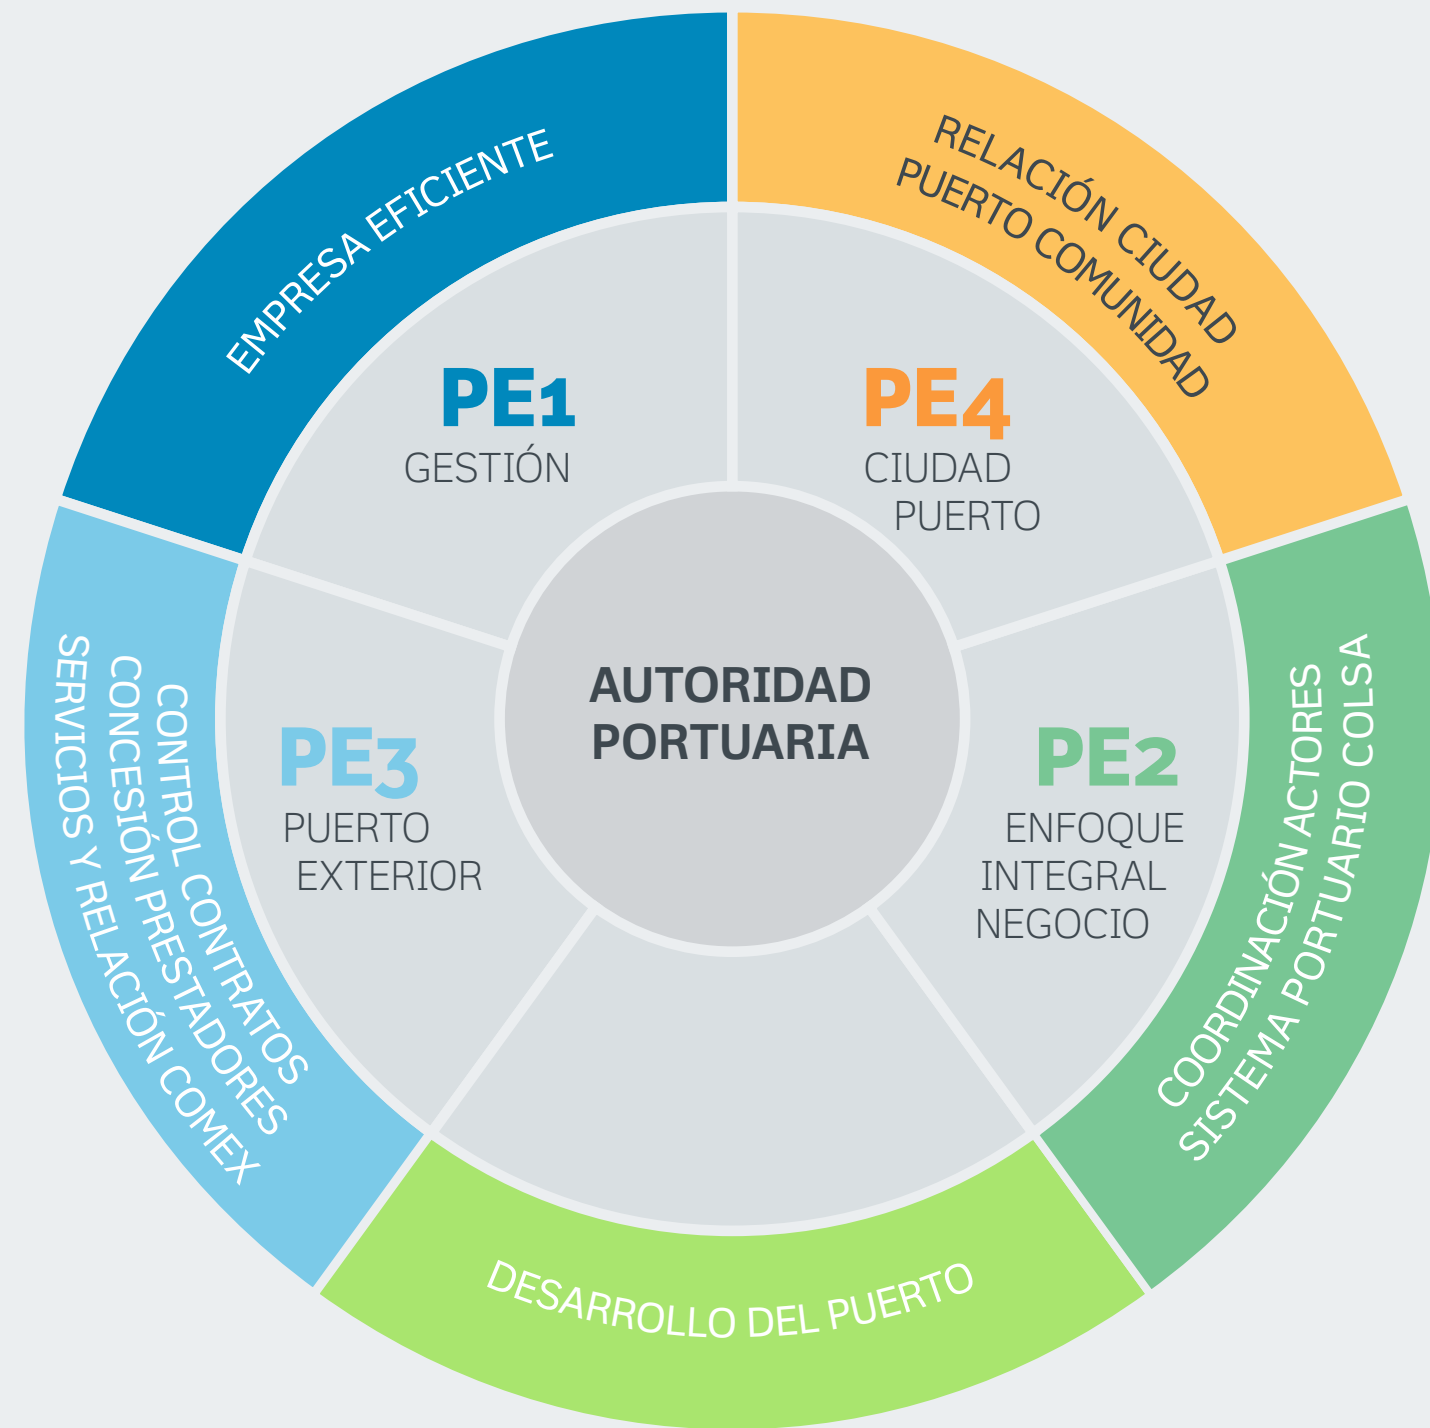 EMPRESA EFICIENTE
RELACIÓN CIUDAD
PUERTO COMUNIDAD
PE1
GESTIÓN
PE4
CIUDAD
PUERTO
AUTORIDAD
PORTUARIA
PE3
PUERTO
EXTERIOR
PE2
ENFOQUE
INTEGRAL
NEGOCIO
CONTROL CONTRATOS
CONCESIÓN PRESTADORES
SERVICIOS Y RELACIÓN COMEX
COORDINACIÓN ACTORES
SISTEMA PORTUARIO COLSA
DESARROLLO DEL PUERTO